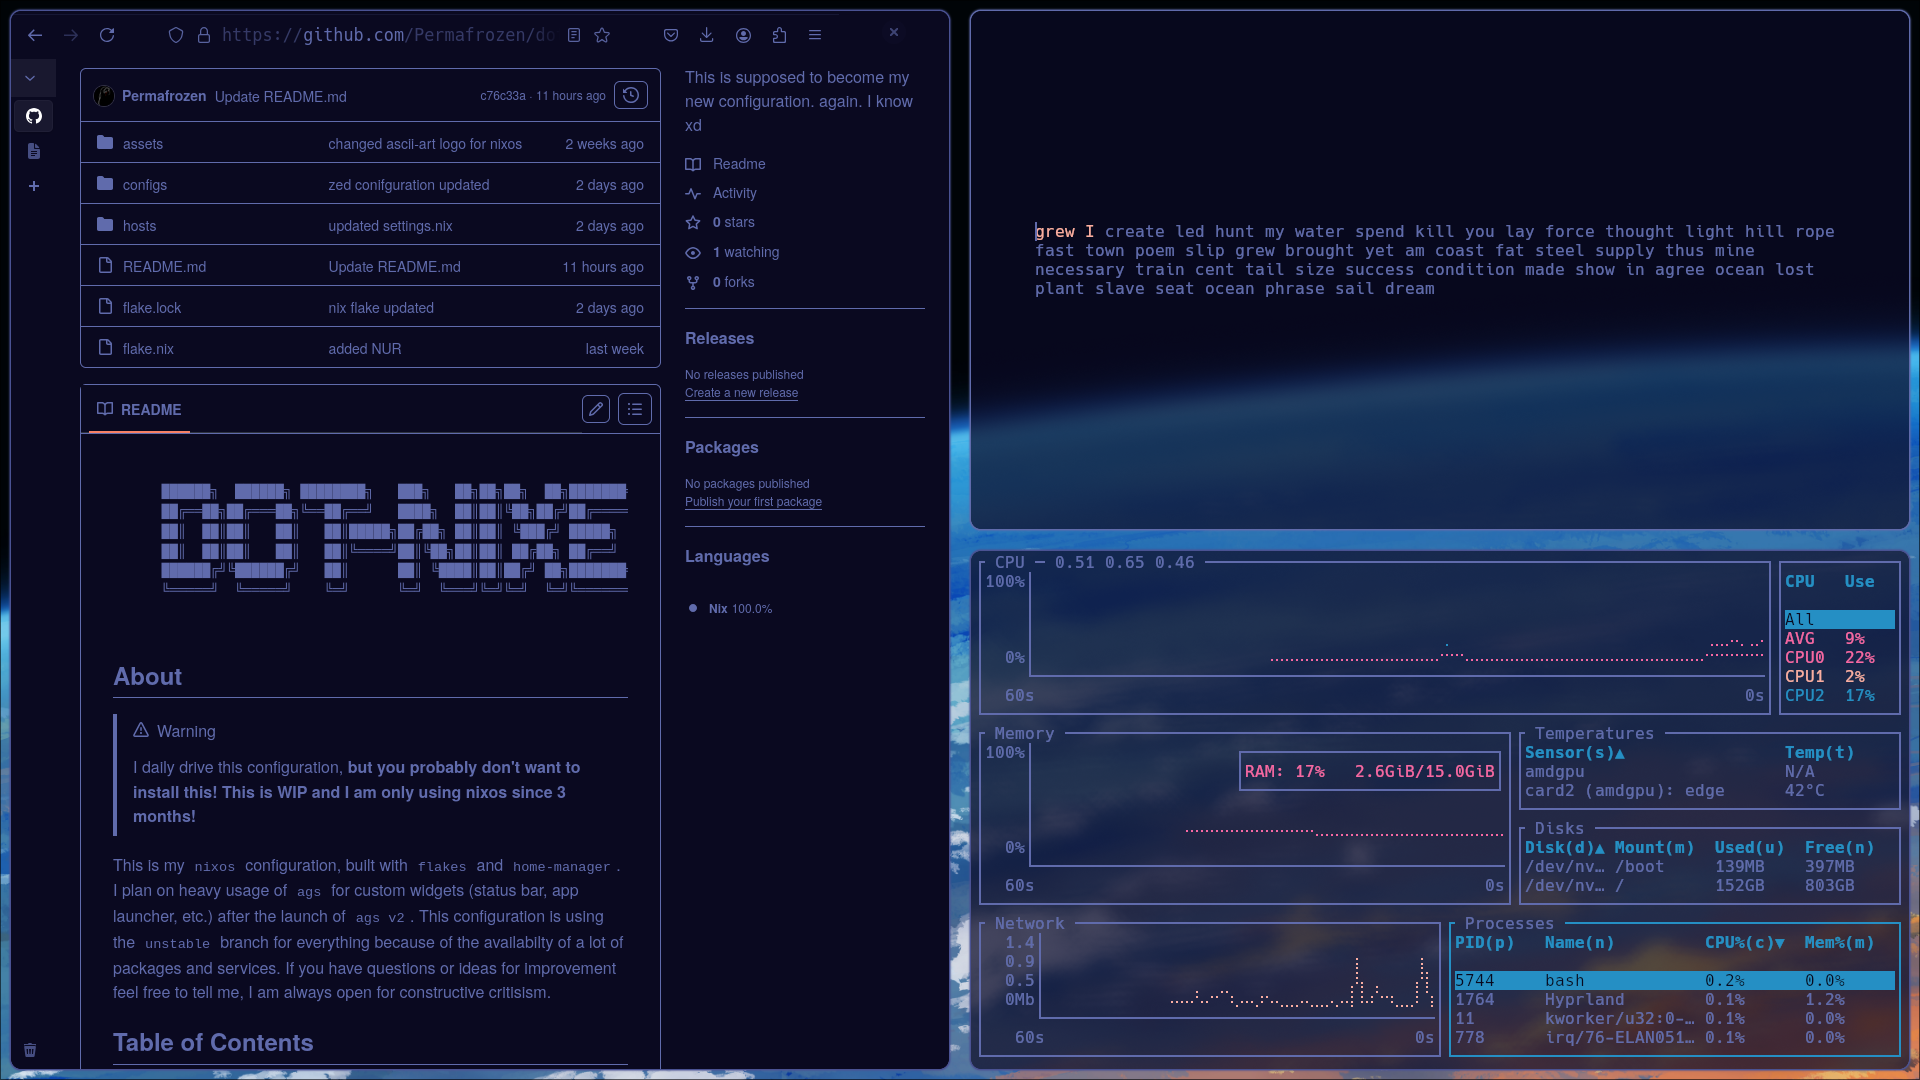 https://github.com/Permafrozen/do
Permafrozen Update README.md c76c33a · 11 hours ago
assets changed ascii-art logo for nixos 2 weeks ago
configs zed conifguration updated 2 days ago
hosts updated settings.nix 2 days ago
README.md Update README.md 11 hours ago
flake.lock nix flake updated 2 days ago
flake.nix added NUR last week
README
DOT-NIXE
About
Warning
I daily drive this configuration, but you probably don't want to
install this! This is WIP and I am only using nixos since 3
months!
This is my nixos configuration, built with flakes and home-manager .
I plan on heavy usage of ags for custom widgets (status bar, app
launcher, etc.) after the launch of ags v2 . This configuration is using
the unstable branch for everything because of the availabilty of a lot of
packages and services. If you have questions or ideas for improvement
feel free to tell me, I am always open for constructive critisism.
Table of Contents
This is supposed to become my
new configuration. again. I know
xd
Readme
Activity
0 stars
1 watching
0 forks
Releases
No releases published
Create a new release
Packages
No packages published
Publish your first package
Languages
Nix 100.0%
grew I create led hunt my water spend kill you lay force thought light hill rope
fast town poem slip grew brought yet am coast fat steel supply thus mine
necessary train cent tail size success condition made show in agree ocean lost
plant slave seat ocean phrase sail dream
CPU — 0.51 0.65 0.46
100%
0%
60s 0s
CPU Use
All
AVG 9%
CPU0 22%
CPU1 2%
CPU2 17%
Memory
100%
RAM: 17% 2.6GiB/15.0GiB
0%
60s 0s
Temperatures
Sensor(s)▲ Temp(t)
amdgpu N/A
card2 (amdgpu): edge 42°C
Disks
Disk(d)▲ Mount(m) Used(u) Free(n)
/dev/nv… /boot 139MB 397MB
/dev/nv… / 152GB 803GB
Network
1.4
0.9
0.5
0Mb
60s 0s
Processes
PID(p) Name(n) CPU%(c)▼ Mem%(m)
5744 bash 0.2% 0.0%
1764 Hyprland 0.1% 1.2%
11 kworker/u32:0-… 0.1% 0.0%
778 irq/76-ELAN051… 0.1% 0.0%